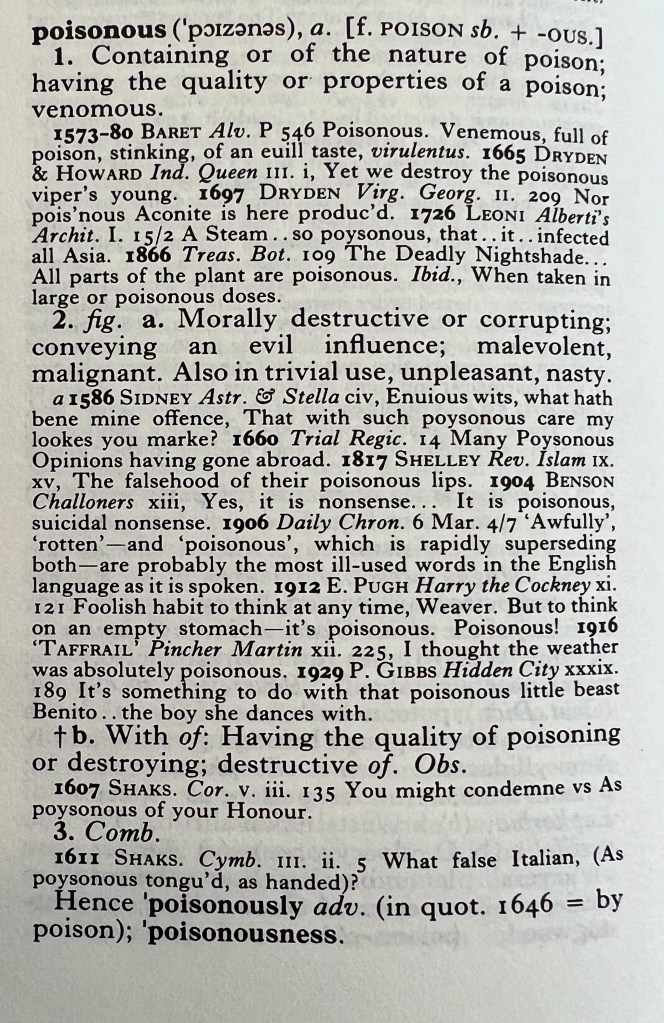 poisonous ('pɔɪzənəs), a. [f. POISON sb. + -OUS.]
1. Containing or of the nature of poison;
having the quality or properties of a poison;
venomous.
1573-80 BARET Alv. P 546 Poisonous. Venemous, full of
poison, stinking, of an euill taste, virulentus. 1665 DRYDEN
& HOWARD Ind. Queen III. i, Yet we destroy the poisonous
viper's young. 1697 DRYDEN Virg. Georg. II. 209 Nor
pois'nous Aconite is here produc'd. 1726 LEONI Alberti's
Archit. I. 15/2 A Steam . . so poysonous, that . . it . . infected
all Asia. 1866 Treas. Bot. 109 The Deadly Nightshade...
All parts of the plant are poisonous. Ibid., When taken in
large or poisonous doses.
2. fig. a. Morally destructive or corrupting;
conveying an evil influence; malevolent,
malignant. Also in trivial use, unpleasant, nasty.
a 1586 SIDNEY Astr. & Stella civ, Enuious wits, what hath
bene mine offence, That with such poysonous care my
lookes you marke? 1660 Trial Regic. 14 Many Poysonous
Opinions having gone abroad. 1817 SHELLEY Rev. Islam IX.
xv, The falsehood of their poisonous lips. 1904 BENSON
Challoners xiii, Yes, it is nonsense... It is poisonous,
suicidal nonsense. 1906 Daily Chron. 6 Mar. 4/7 'Awfully',
'rotten'—and 'poisonous', which is rapidly superseding
both—are probably the most ill-used words in the English
language as it is spoken. 1912 E. PUGH Harry the Cockney xi.
121 Foolish habit to think at any time, Weaver. But to think
on an empty stomach—it's poisonous. Poisonous! 1916
'TAFFRAIL' Pincher Martin xii. 225, I thought the weather
was absolutely poisonous. 1929 P. GIBBS Hidden City xxxix.
189 It's something to do with that poisonous little beast
Benito . . the boy she dances with.
† b. With of: Having the quality of poisoning
or destroying; destructive of. Obs.
1607 SHAKS. Cor. V. iii. 135 You might condemne vs As
poysonous of your Honour.
3. Comb.
1611 SHAKS. Cymb. III. ii. 5 What false Italian, (As
poysonous tongu'd, as handed)?
Hence 'poisonously adv. (in quot. 1646 = by
poison); 'poisonousness.